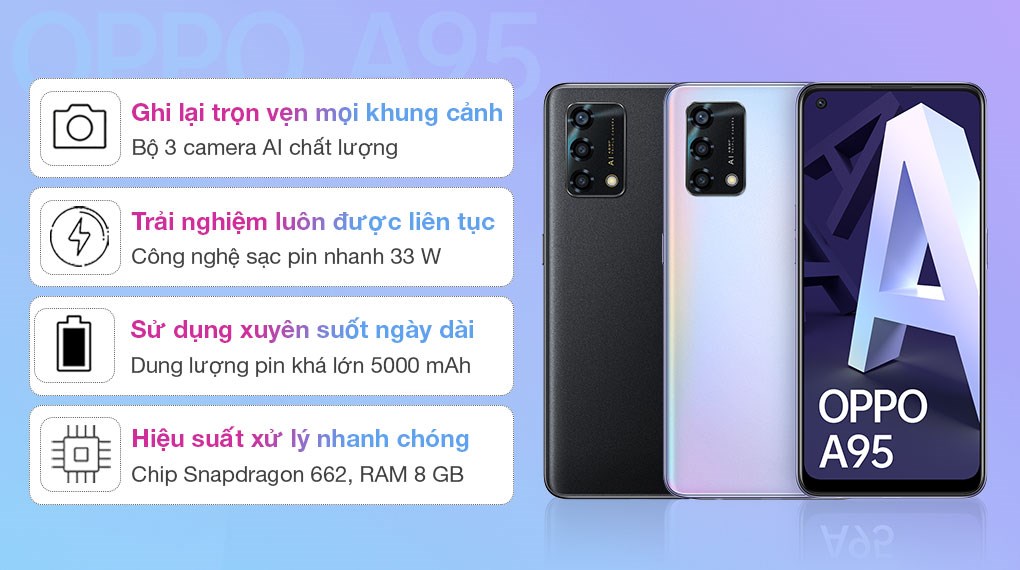 OPPO A95
Ghi lại trọn vẹn mọi khung cảnh
Bộ 3 camera AI chất lượng
Trải nghiệm luôn được liên tục
Công nghệ sạc pin nhanh 33 W
Sử dụng xuyên suốt ngày dài
Dung lượng pin khá lớn 5000 mAh
Hiệu suất xử lý nhanh chóng
Chip Snapdragon 662, RAM 8 GB
AI
AI
OPPO
A95